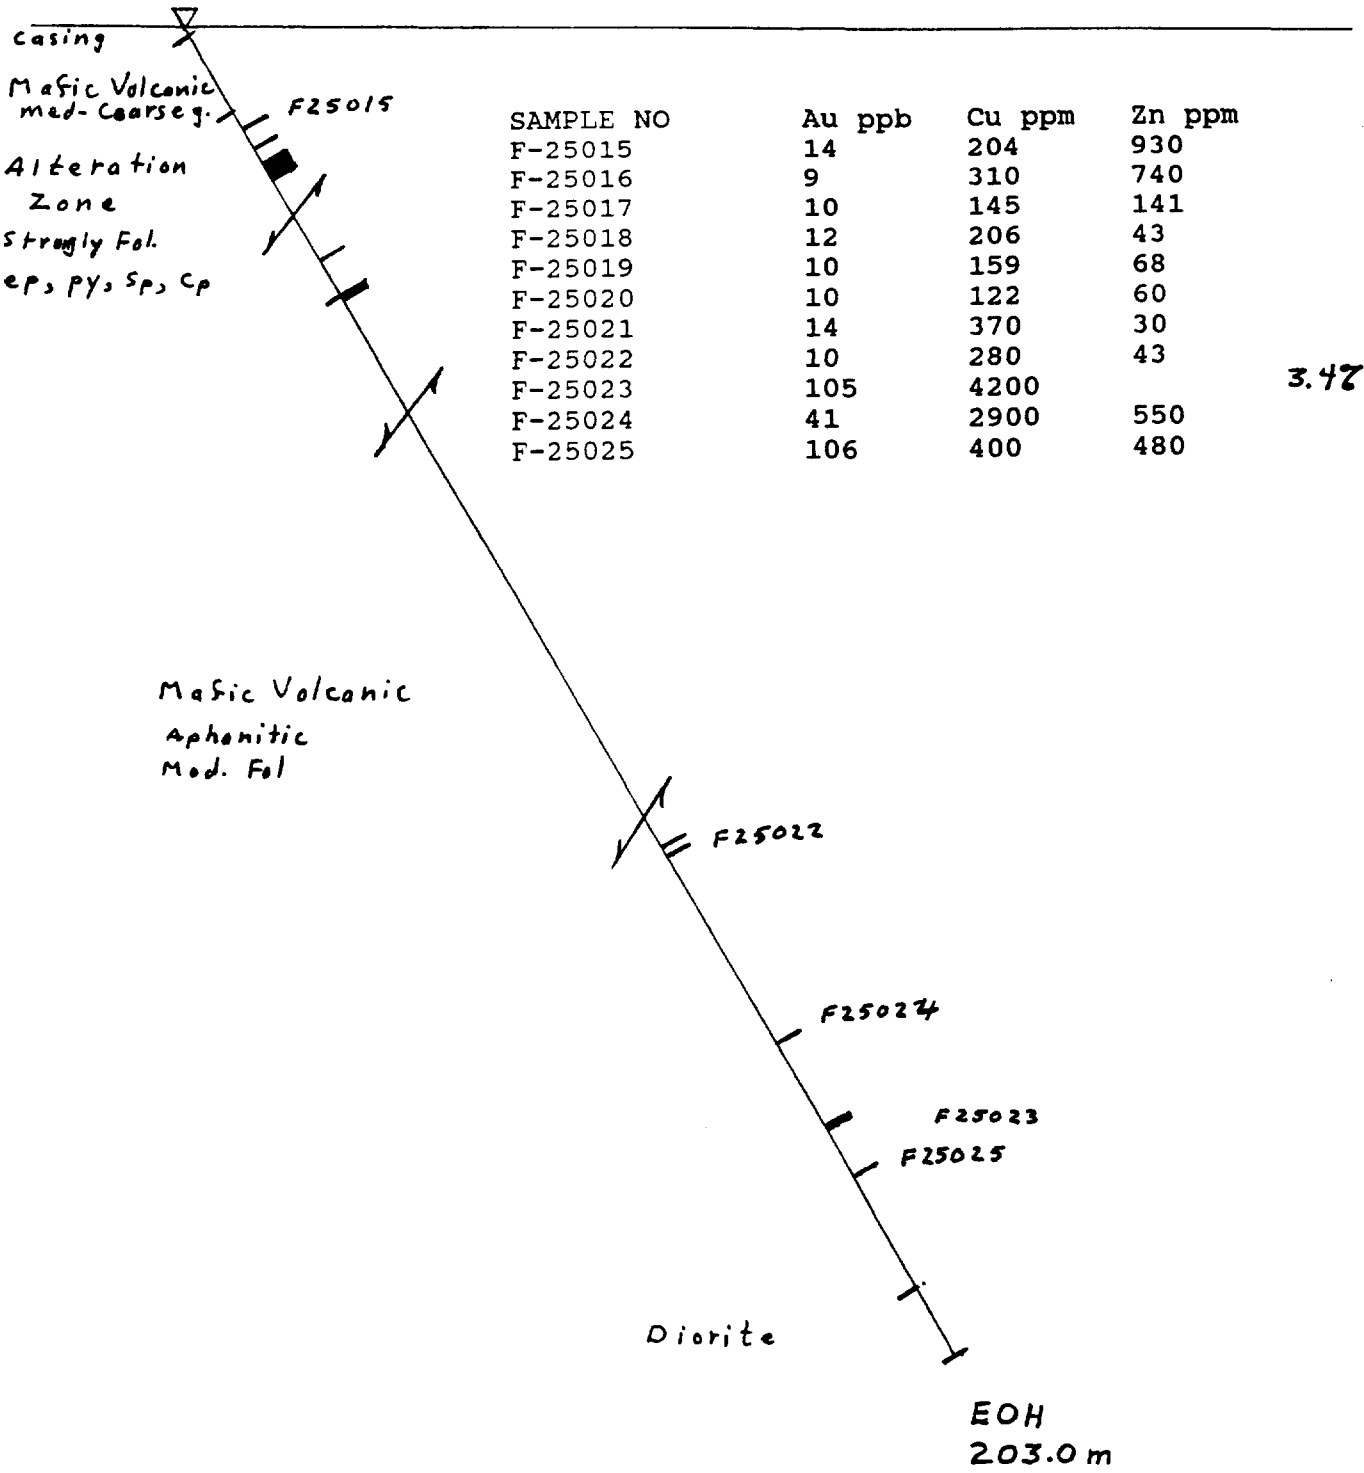 casing
Mafic Volcanic
med-Coarse g.
F25015
Alteration
Zone
Strongly Fol.
ep, py, sp, cp
SAMPLE NO Au ppb Cu ppm Zn ppm
F-25015 14 204 930
F-25016 9 310 740
F-25017 10 145 141
F-25018 12 206 43
F-25019 10 159 68
F-25020 10 122 60
F-25021 14 370 30
F-25022 10 280 43
F-25023 105 4200 3.4%
F-25024 41 2900 550
F-25025 106 400 480
Mafic Volcanic
Aphanitic
Mod. Fol
F25022
F25024
F25023
F25025
Diorite
EOH
203.0 m